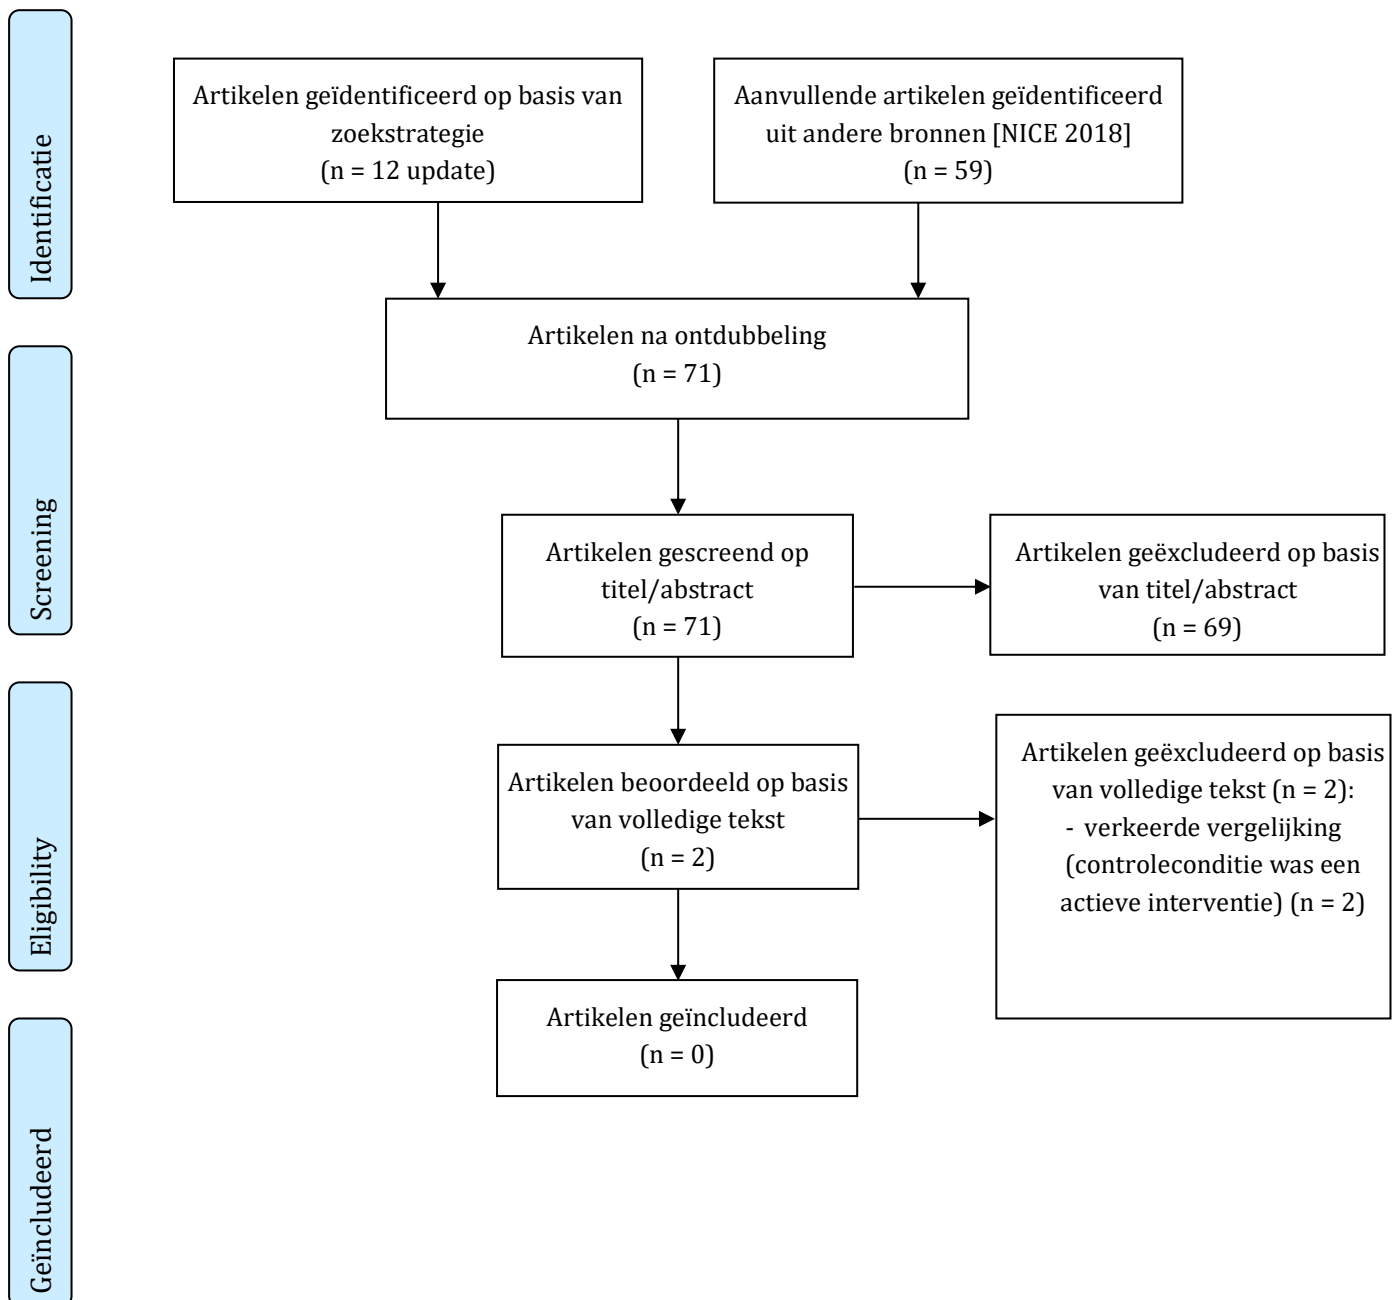 Identificatie
Artikelen geïdentificeerd op basis van
zoekstrategie
(n = 12 update)
Aanvullende artikelen geïdentificeerd
uit andere bronnen [NICE 2018]
(n = 59)
Artikelen na ontdubbeling
(n = 71)
Screening
Artikelen gescreend op
titel/abstract
(n = 71)
Artikelen geëxcludeerd op basis
van titel/abstract
(n = 69)
Eligibility
Artikelen beoordeeld op basis
van volledige tekst
(n = 2)
Artikelen geëxcludeerd op basis
van volledige tekst (n = 2):
- verkeerde vergelijking
(controleconditie was een
actieve interventie) (n = 2)
Geïncludeerd
Artikelen geïncludeerd
(n = 0)